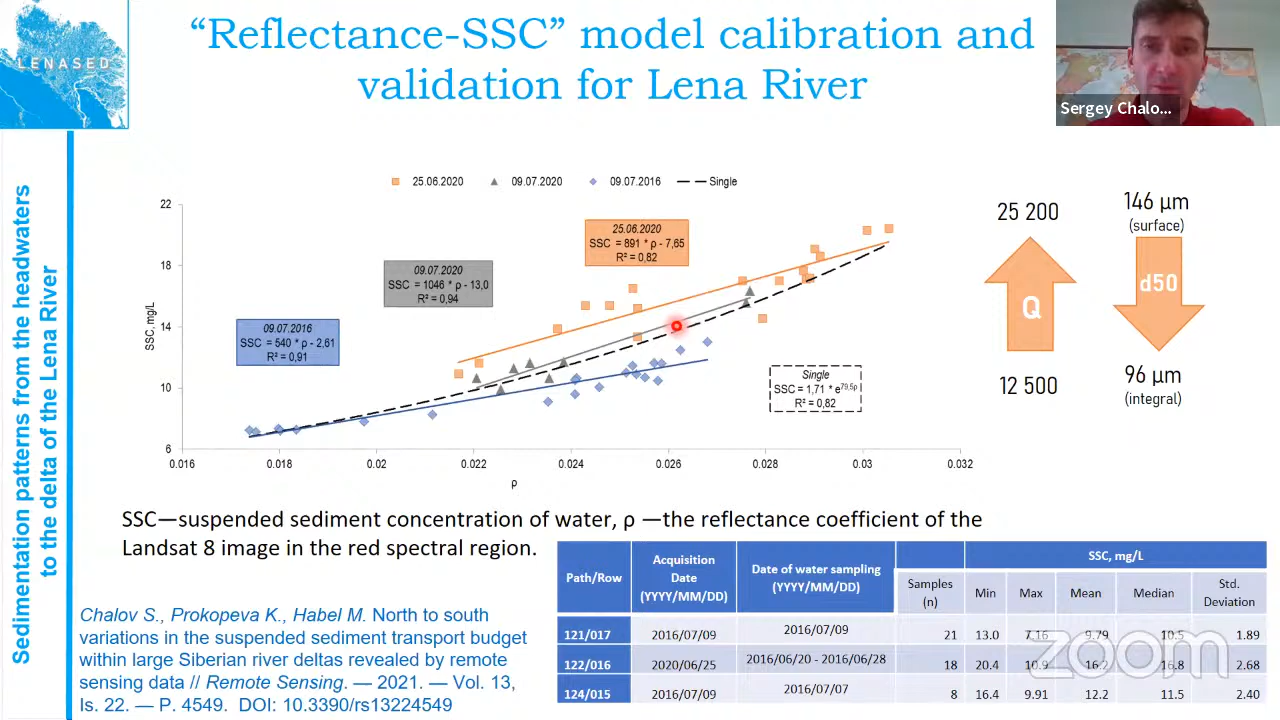 LENASED
“Reflectance-SSC” model calibration and
validation for Lena River
Sergey Chalo...
Sedimentation patterns from the headwaters
to the delta of the Lena River
25.06.2020 09.07.2020 09.07.2016 Single
SSC, mg/L
22
18
14
10
6
0.016 0.018 0.02 0.022 0.024 0.026 0.028 0.03 0.032
ρ
09.07.2016
SSC = 540 * ρ - 2,61
R² = 0,91
09.07.2020
SSC = 1046 * ρ - 13,0
R² = 0,94
25.06.2020
SSC = 891 * ρ - 7,65
R² = 0,82
Single
SSC = 1,71 * e^79,5ρ
R² = 0,82
25 200
Q
12 500
146 µm
(surface)
d50
96 µm
(integral)
SSC—suspended sediment concentration of water, ρ —the reflectance coefficient of the
Landsat 8 image in the red spectral region.
Chalov S., Prokopeva K., Habel M. North to south
variations in the suspended sediment transport budget
within large Siberian river deltas revealed by remote
sensing data // Remote Sensing. — 2021. — Vol. 13,
Is. 22. — P. 4549. DOI: 10.3390/rs13224549
Path/Row
Acquisition
Date
(YYYY/MM/DD)
Date of water sampling
(YYYY/MM/DD)
SSC, mg/L
Samples
(n)
Min Max Mean Median Std.
Deviation
121/017 2016/07/09 2016/07/09 21 13.0 7.16 9.79 10.5 1.89
122/016 2020/06/25 2016/06/20 - 2016/06/28 18 20.4 10.9 16.2 16.8 2.68
124/015 2016/07/09 2016/07/07 8 16.4 9.91 12.2 11.5 2.40
zoom